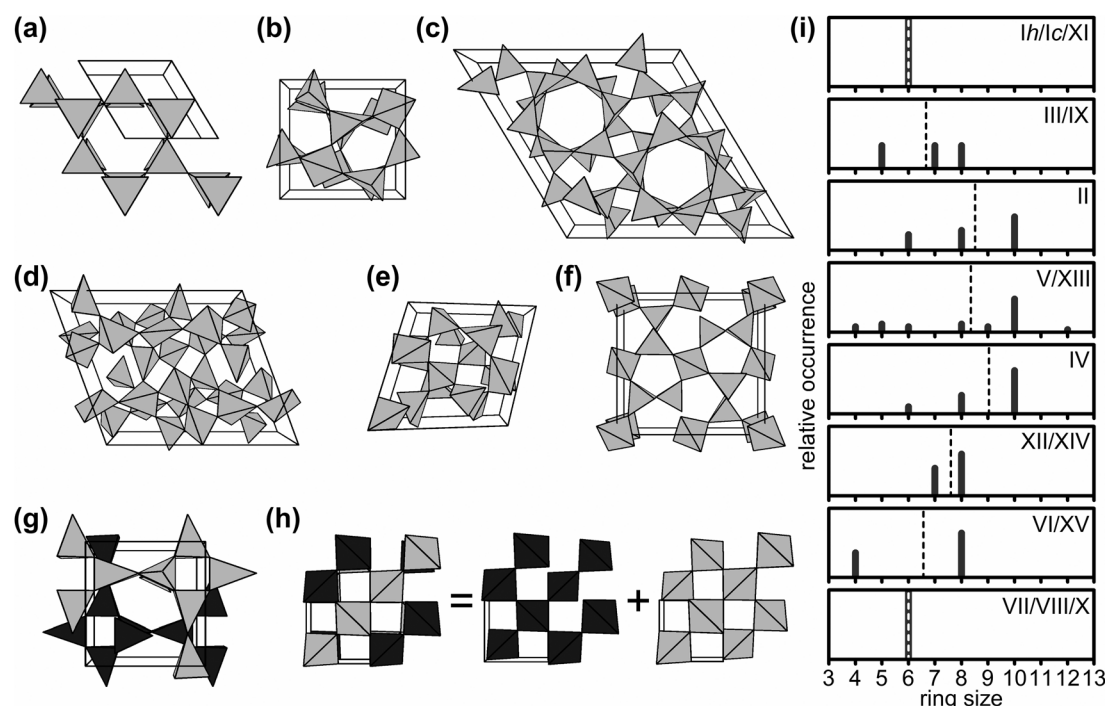 (a)
(b)
(c)
(d)
(e)
(f)
(g)
(h)
=
+
(i)
relative occurrence
Ih/Ic/XI
III/IX
II
V/XIII
IV
XII/XIV
VI/XV
VII/VIII/X
3 4 5 6 7 8 9 10 11 12 13
ring size